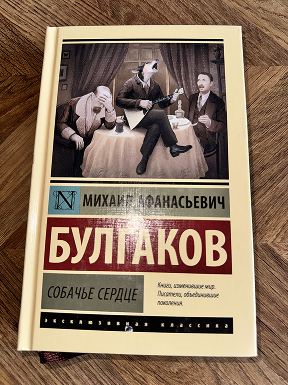 N
МИХАИЛ АФАНАСЬЕВИЧ
БУЛГАКОВ
СОБАЧЬЕ СЕРДЦЕ
Книги, изменившие мир.
Писатели, объединившие
поколения.
эксклюзивная классика